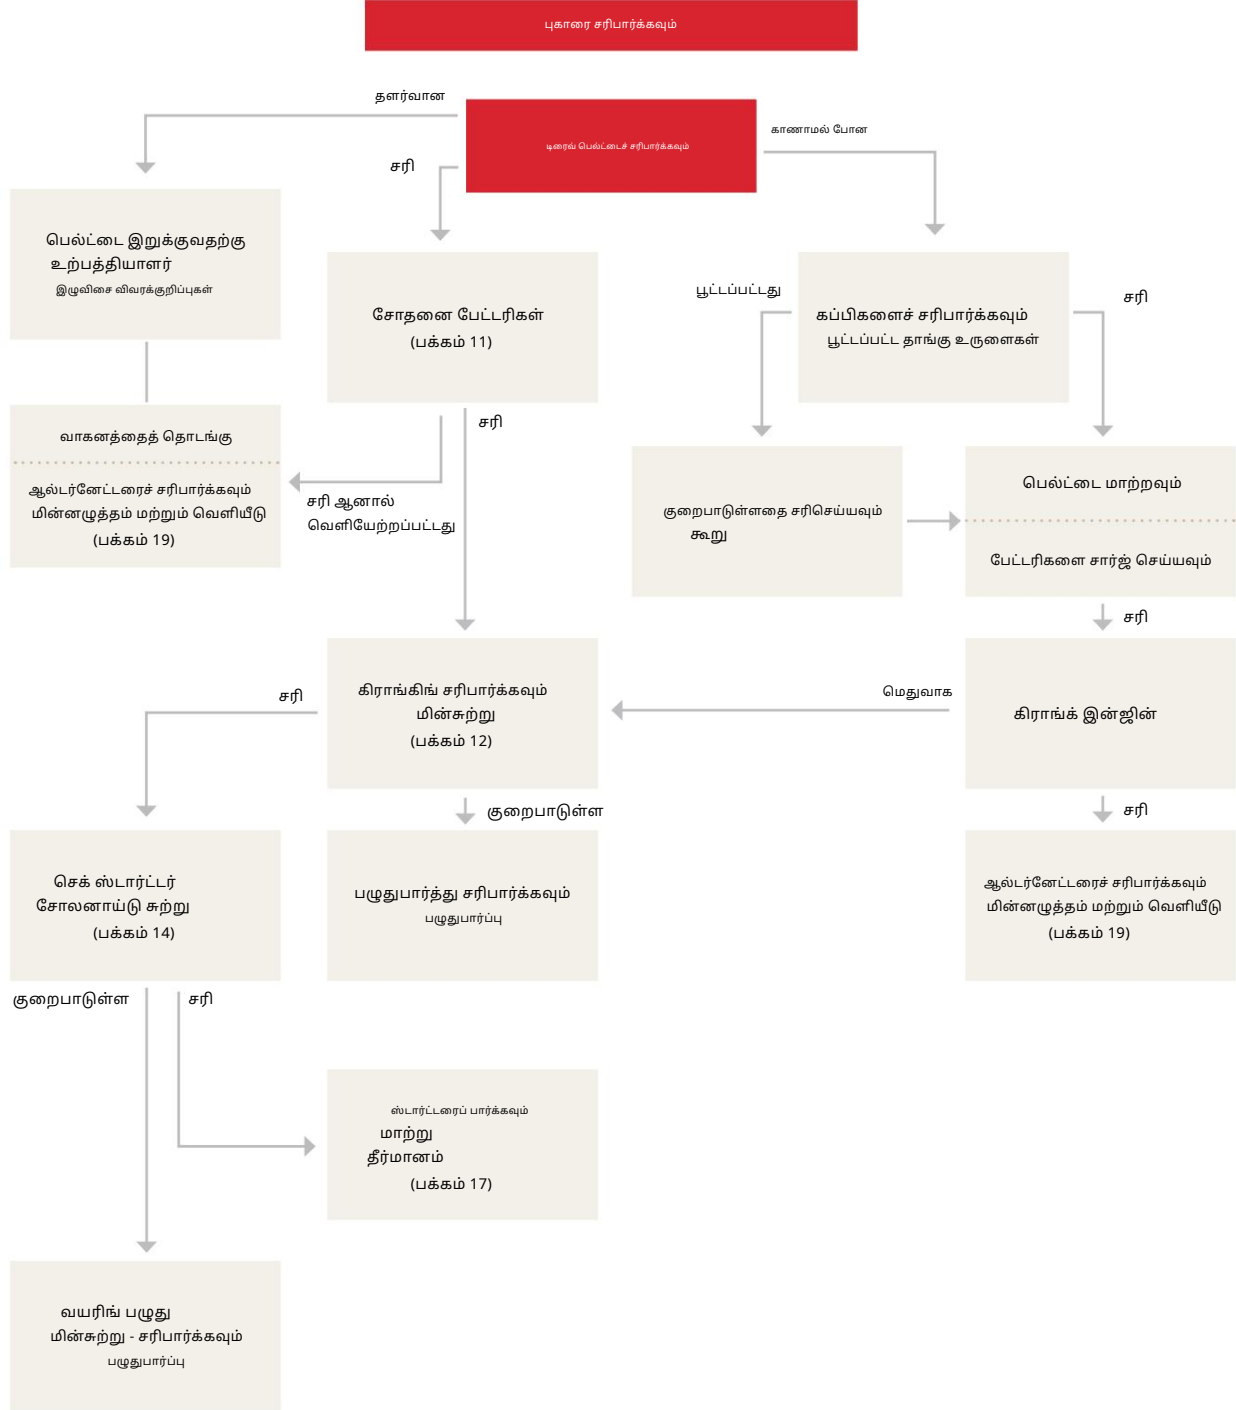 புகாரை சரிபார்க்கவும்
தளர்வான
டிரைவ் பெல்ட்டைச் சரிபார்க்கவும்
காணாமல் போன
சரி
பெல்ட்டை இறுக்குவதற்கு
உற்பத்தியாளர்
இழுவிசை விவரக்குறிப்புகள்
சோதனை பேட்டரிகள்
(பக்கம் 11)
பூட்டப்பட்டது
கப்பிகளைச் சரிபார்க்கவும்
பூட்டப்பட்ட தாங்கு உருளைகள்
சரி
வாகனத்தைத் தொடங்கு
ஆல்டர்னேட்டரைச் சரிபார்க்கவும்
மின்னழுத்தம் மற்றும் வெளியீடு
(பக்கம் 19)
சரி
சரி ஆனால்
வெளியேற்றப்பட்டது
குறைபாடுள்ளதை சரிசெய்யவும்
கூறு
பெல்ட்டை மாற்றவும்
பேட்டரிகளை சார்ஜ் செய்யவும்
சரி
சரி
கிராங்கிங் சரிபார்க்கவும்
மின்சுற்று
(பக்கம் 12)
மெதுவாக
கிராங்க் இன்ஜின்
குறைபாடுள்ள
சரி
செக் ஸ்டார்ட்டர்
சோலனாய்டு சுற்று
(பக்கம் 14)
பழுதுபார்த்து சரிபார்க்கவும்
பழுதுபார்ப்பு
ஆல்டர்னேட்டரைச் சரிபார்க்கவும்
மின்னழுத்தம் மற்றும் வெளியீடு
(பக்கம் 19)
குறைபாடுள்ள
சரி
ஸ்டார்ட்டரைப் பார்க்கவும்
மாற்று
தீர்மானம்
(பக்கம் 17)
வயரிங் பழுது
மின்சுற்று - சரிபார்க்கவும்
பழுதுபார்ப்பு